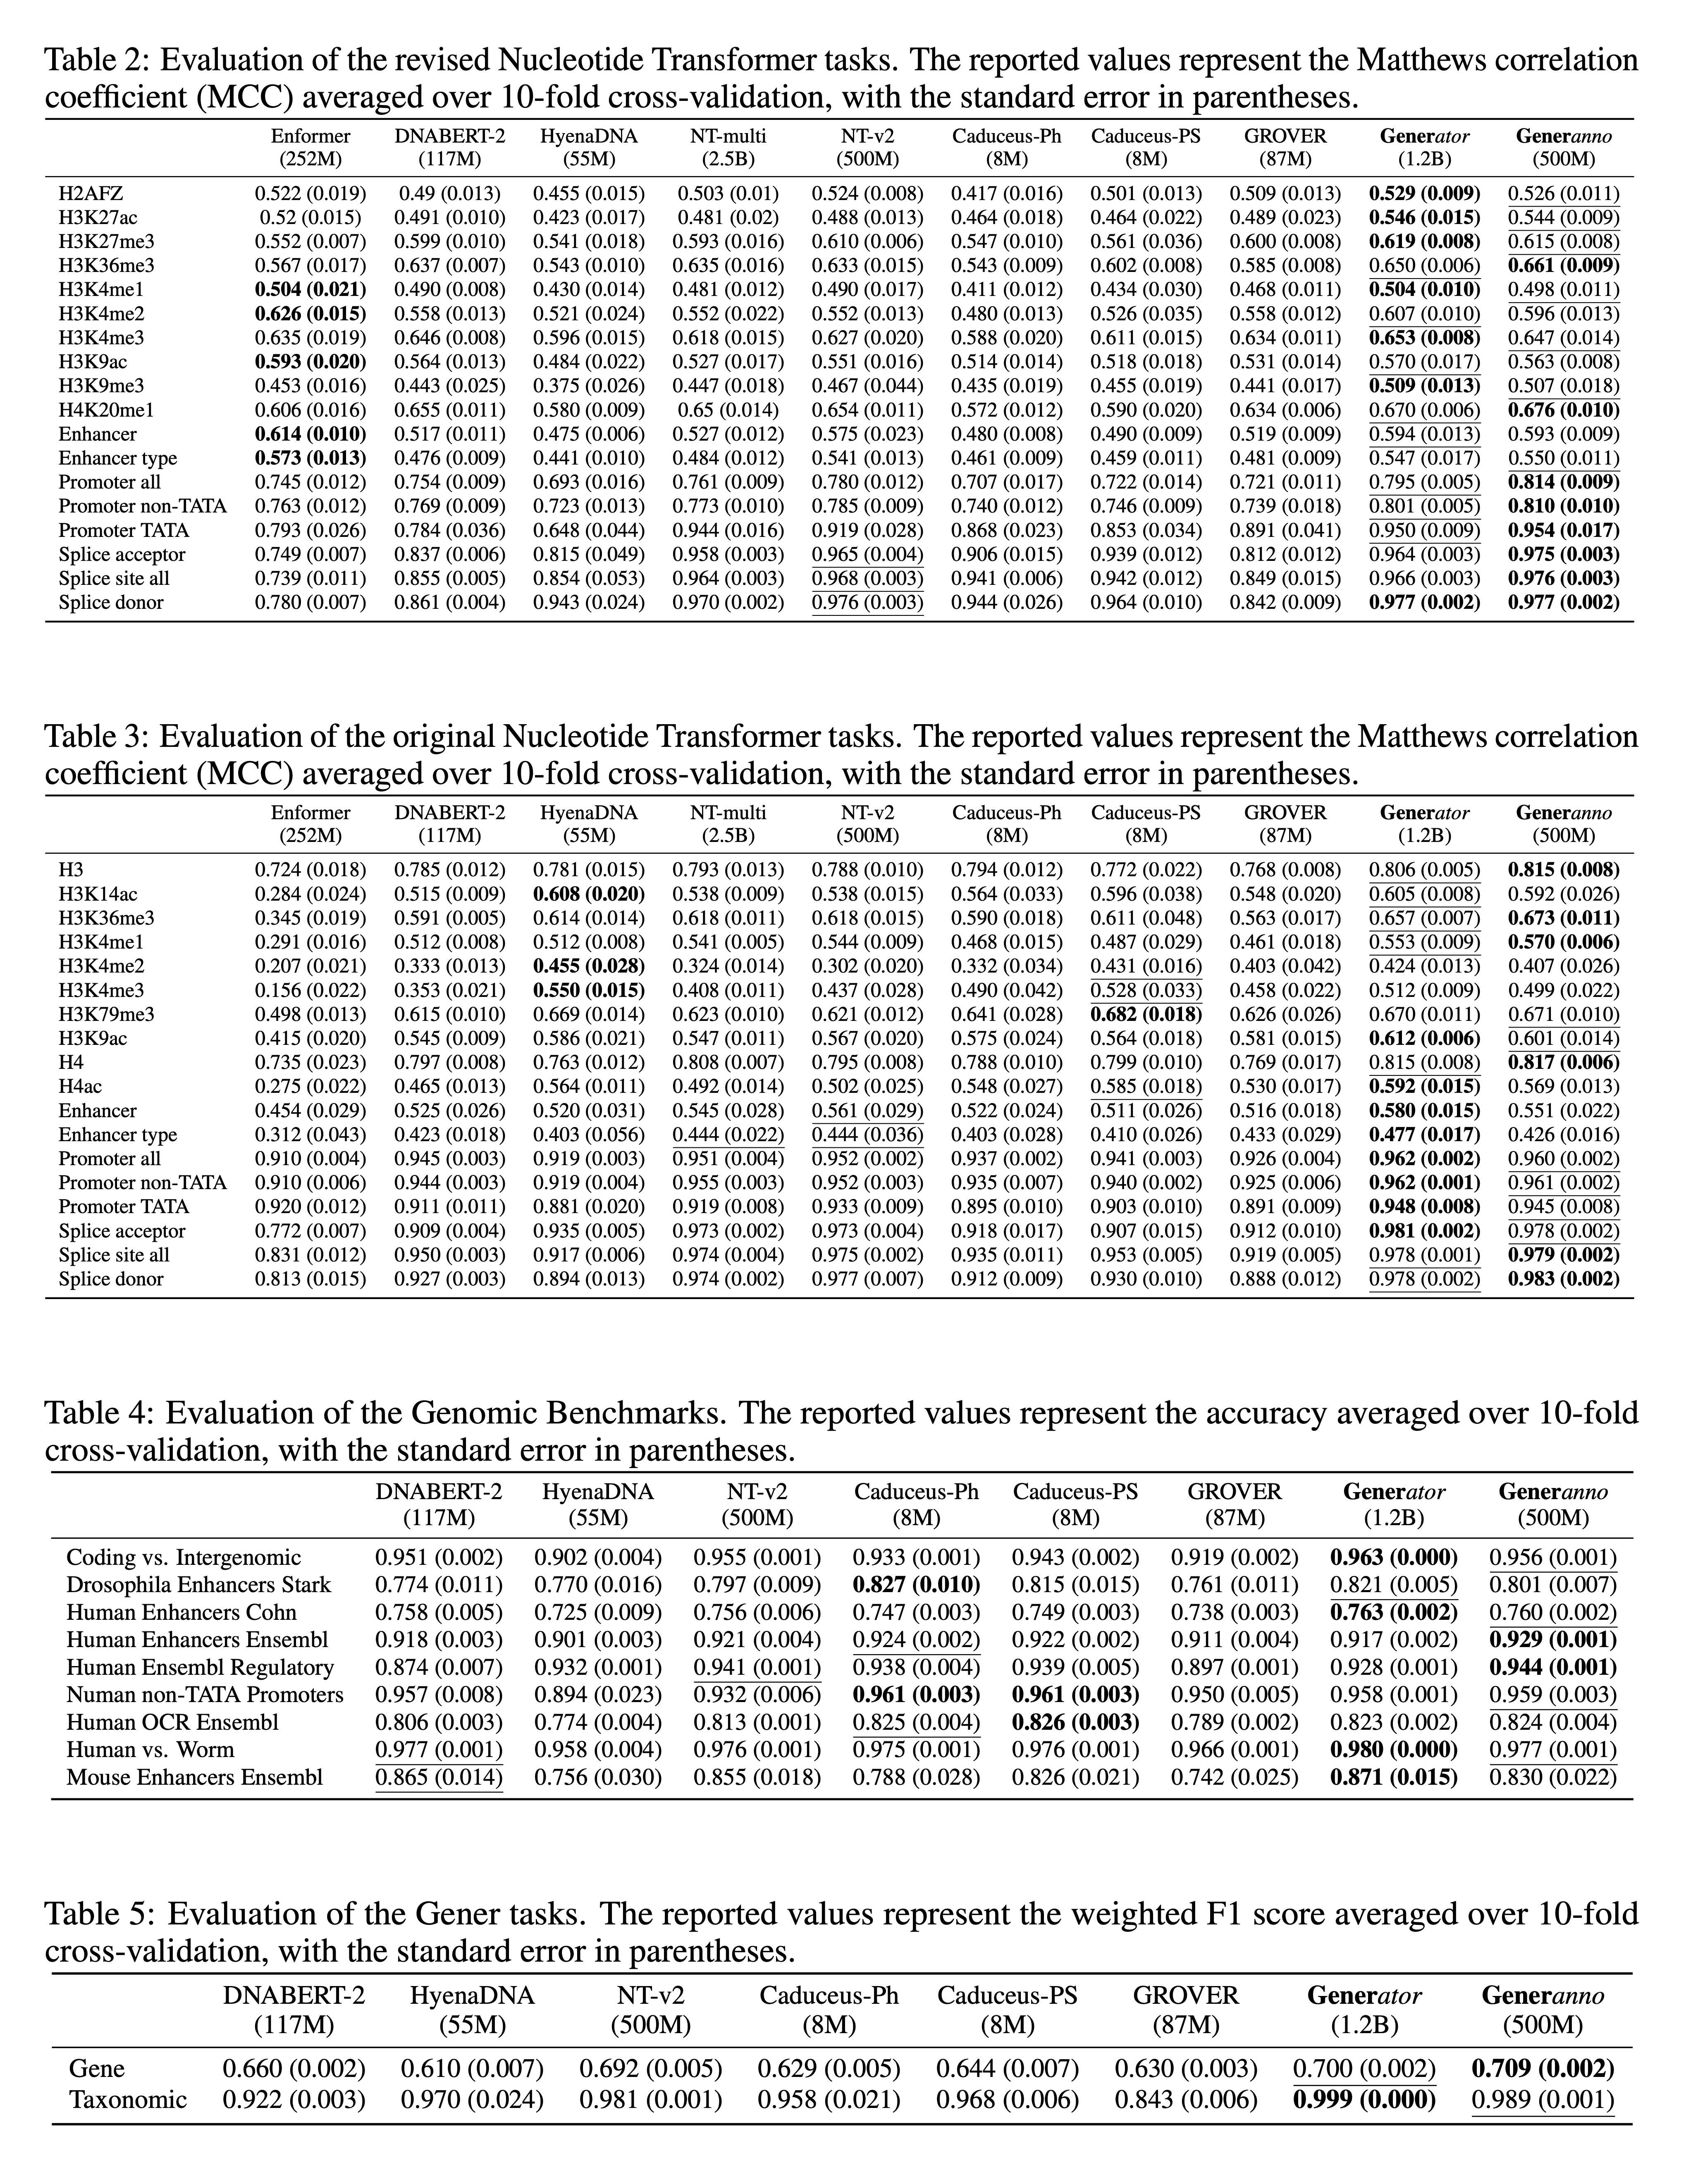 Table 2: Evaluation of the revised Nucleotide Transformer tasks. The reported values represent the Matthews correlation
coefficient (MCC) averaged over 10-fold cross-validation, with the standard error in parentheses.
Enformer DNABERT-2 HyenaDNA NT-multi NT-v2 Caduceus-Ph Caduceus-PS GROVER Generator Generanno
(252M) (117M) (55M) (2.5B) (500M) (8M) (8M) (87M) (1.2B) (500M)
H2AFZ 0.522 (0.019) 0.49 (0.013) 0.455 (0.015) 0.503 (0.01) 0.524 (0.008) 0.417 (0.016) 0.501 (0.013) 0.509 (0.013) 0.529 (0.009) 0.526 (0.011)
H3K27ac 0.52 (0.015) 0.491 (0.010) 0.423 (0.017) 0.481 (0.02) 0.488 (0.013) 0.464 (0.018) 0.464 (0.022) 0.489 (0.023) 0.546 (0.015) 0.544 (0.009)
H3K27me3 0.552 (0.007) 0.599 (0.010) 0.541 (0.018) 0.593 (0.016) 0.610 (0.006) 0.547 (0.010) 0.561 (0.036) 0.600 (0.008) 0.619 (0.008) 0.615 (0.008)
H3K36me3 0.567 (0.017) 0.637 (0.007) 0.543 (0.010) 0.635 (0.016) 0.633 (0.015) 0.543 (0.009) 0.602 (0.008) 0.585 (0.008) 0.650 (0.006) 0.661 (0.009)
H3K4me1 0.504 (0.021) 0.490 (0.008) 0.430 (0.014) 0.481 (0.012) 0.490 (0.017) 0.411 (0.012) 0.434 (0.030) 0.468 (0.011) 0.504 (0.010) 0.498 (0.011)
H3K4me2 0.626 (0.015) 0.558 (0.013) 0.521 (0.024) 0.552 (0.022) 0.552 (0.013) 0.480 (0.013) 0.526 (0.035) 0.558 (0.012) 0.607 (0.010) 0.596 (0.013)
H3K4me3 0.635 (0.019) 0.646 (0.008) 0.596 (0.015) 0.618 (0.015) 0.627 (0.020) 0.588 (0.020) 0.611 (0.015) 0.634 (0.011) 0.653 (0.008) 0.647 (0.014)
H3K9ac 0.593 (0.020) 0.564 (0.013) 0.484 (0.022) 0.527 (0.017) 0.551 (0.016) 0.514 (0.014) 0.518 (0.018) 0.531 (0.014) 0.570 (0.017) 0.563 (0.008)
H3K9me3 0.453 (0.016) 0.443 (0.025) 0.375 (0.026) 0.447 (0.018) 0.467 (0.044) 0.435 (0.019) 0.455 (0.019) 0.441 (0.017) 0.509 (0.013) 0.507 (0.018)
H4K20me1 0.606 (0.016) 0.655 (0.011) 0.580 (0.009) 0.65 (0.014) 0.654 (0.011) 0.572 (0.012) 0.590 (0.020) 0.634 (0.006) 0.670 (0.006) 0.676 (0.010)
Enhancer 0.614 (0.010) 0.517 (0.011) 0.475 (0.006) 0.527 (0.012) 0.575 (0.023) 0.480 (0.008) 0.490 (0.009) 0.519 (0.009) 0.594 (0.013) 0.593 (0.009)
Enhancer type 0.573 (0.013) 0.476 (0.009) 0.441 (0.010) 0.484 (0.012) 0.541 (0.013) 0.461 (0.009) 0.459 (0.011) 0.481 (0.009) 0.547 (0.017) 0.550 (0.011)
Promoter all 0.745 (0.012) 0.754 (0.009) 0.693 (0.016) 0.761 (0.009) 0.780 (0.012) 0.707 (0.017) 0.722 (0.014) 0.721 (0.011) 0.795 (0.005) 0.814 (0.009)
Promoter non-TATA 0.763 (0.012) 0.769 (0.009) 0.723 (0.013) 0.773 (0.010) 0.785 (0.009) 0.740 (0.012) 0.746 (0.009) 0.739 (0.018) 0.801 (0.005) 0.810 (0.010)
Promoter TATA 0.793 (0.026) 0.784 (0.036) 0.648 (0.044) 0.944 (0.016) 0.919 (0.028) 0.868 (0.023) 0.853 (0.034) 0.891 (0.041) 0.950 (0.009) 0.954 (0.017)
Splice acceptor 0.749 (0.007) 0.837 (0.006) 0.815 (0.049) 0.958 (0.003) 0.965 (0.004) 0.906 (0.015) 0.939 (0.012) 0.812 (0.012) 0.964 (0.003) 0.975 (0.003)
Splice site all 0.739 (0.011) 0.855 (0.005) 0.854 (0.053) 0.964 (0.003) 0.968 (0.003) 0.941 (0.006) 0.942 (0.012) 0.849 (0.015) 0.966 (0.003) 0.976 (0.003)
Splice donor 0.780 (0.007) 0.861 (0.004) 0.943 (0.024) 0.970 (0.002) 0.976 (0.003) 0.944 (0.026) 0.964 (0.010) 0.842 (0.009) 0.977 (0.002) 0.977 (0.002)
Table 3: Evaluation of the original Nucleotide Transformer tasks. The reported values represent the Matthews correlation
coefficient (MCC) averaged over 10-fold cross-validation, with the standard error in parentheses.
Enformer DNABERT-2 HyenaDNA NT-multi NT-v2 Caduceus-Ph Caduceus-PS GROVER Generator Generanno
(252M) (117M) (55M) (2.5B) (500M) (8M) (8M) (87M) (1.2B) (500M)
H3 0.724 (0.018) 0.785 (0.012) 0.781 (0.015) 0.793 (0.013) 0.788 (0.010) 0.794 (0.012) 0.772 (0.022) 0.768 (0.008) 0.806 (0.005) 0.815 (0.008)
H3K14ac 0.284 (0.024) 0.515 (0.009) 0.608 (0.020) 0.538 (0.009) 0.538 (0.015) 0.564 (0.033) 0.596 (0.038) 0.548 (0.020) 0.605 (0.008) 0.592 (0.026)
H3K36me3 0.345 (0.019) 0.591 (0.005) 0.614 (0.014) 0.618 (0.011) 0.618 (0.015) 0.590 (0.018) 0.611 (0.048) 0.563 (0.017) 0.657 (0.007) 0.673 (0.011)
H3K4me1 0.291 (0.016) 0.512 (0.008) 0.512 (0.008) 0.541 (0.005) 0.544 (0.009) 0.468 (0.015) 0.487 (0.029) 0.461 (0.018) 0.553 (0.009) 0.570 (0.006)
H3K4me2 0.207 (0.021) 0.333 (0.013) 0.455 (0.028) 0.324 (0.014) 0.302 (0.020) 0.332 (0.034) 0.431 (0.016) 0.403 (0.042) 0.424 (0.013) 0.407 (0.026)
H3K4me3 0.156 (0.022) 0.353 (0.021) 0.550 (0.015) 0.408 (0.011) 0.437 (0.028) 0.490 (0.042) 0.528 (0.033) 0.458 (0.022) 0.512 (0.009) 0.499 (0.022)
H3K79me3 0.498 (0.013) 0.615 (0.010) 0.669 (0.014) 0.623 (0.010) 0.621 (0.012) 0.641 (0.028) 0.682 (0.018) 0.626 (0.026) 0.670 (0.011) 0.671 (0.010)
H3K9ac 0.415 (0.020) 0.545 (0.009) 0.586 (0.021) 0.547 (0.011) 0.567 (0.020) 0.575 (0.024) 0.564 (0.018) 0.581 (0.015) 0.612 (0.006) 0.601 (0.014)
H4 0.735 (0.023) 0.797 (0.008) 0.763 (0.012) 0.808 (0.007) 0.795 (0.008) 0.788 (0.010) 0.799 (0.010) 0.769 (0.017) 0.815 (0.008) 0.817 (0.006)
H4ac 0.275 (0.022) 0.465 (0.013) 0.564 (0.011) 0.492 (0.014) 0.502 (0.025) 0.548 (0.027) 0.585 (0.018) 0.530 (0.017) 0.592 (0.015) 0.569 (0.013)
Enhancer 0.454 (0.029) 0.525 (0.026) 0.520 (0.031) 0.545 (0.028) 0.561 (0.029) 0.522 (0.024) 0.511 (0.026) 0.516 (0.018) 0.580 (0.015) 0.551 (0.022)
Enhancer type 0.312 (0.043) 0.423 (0.018) 0.403 (0.056) 0.444 (0.022) 0.444 (0.036) 0.403 (0.028) 0.410 (0.026) 0.433 (0.029) 0.477 (0.017) 0.426 (0.016)
Promoter all 0.910 (0.004) 0.945 (0.003) 0.919 (0.003) 0.951 (0.004) 0.952 (0.002) 0.937 (0.002) 0.941 (0.003) 0.926 (0.004) 0.962 (0.002) 0.960 (0.002)
Promoter non-TATA 0.910 (0.006) 0.944 (0.003) 0.919 (0.004) 0.955 (0.003) 0.952 (0.003) 0.935 (0.007) 0.940 (0.002) 0.925 (0.006) 0.962 (0.001) 0.961 (0.002)
Promoter TATA 0.920 (0.012) 0.911 (0.011) 0.881 (0.020) 0.919 (0.008) 0.933 (0.009) 0.895 (0.010) 0.903 (0.010) 0.891 (0.009) 0.948 (0.008) 0.945 (0.008)
Splice acceptor 0.772 (0.007) 0.909 (0.004) 0.935 (0.005) 0.973 (0.002) 0.973 (0.004) 0.918 (0.017) 0.907 (0.015) 0.912 (0.010) 0.981 (0.002) 0.978 (0.002)
Splice site all 0.831 (0.012) 0.950 (0.003) 0.917 (0.006) 0.974 (0.004) 0.975 (0.002) 0.935 (0.011) 0.953 (0.005) 0.919 (0.005) 0.978 (0.001) 0.979 (0.002)
Splice donor 0.813 (0.015) 0.927 (0.003) 0.894 (0.013) 0.974 (0.002) 0.977 (0.007) 0.912 (0.009) 0.930 (0.010) 0.888 (0.012) 0.978 (0.002) 0.983 (0.002)
Table 4: Evaluation of the Genomic Benchmarks. The reported values represent the accuracy averaged over 10-fold
cross-validation, with the standard error in parentheses.
DNABERT-2 HyenaDNA NT-v2 Caduceus-Ph Caduceus-PS GROVER Generator Generanno
(117M) (55M) (500M) (8M) (8M) (87M) (1.2B) (500M)
Coding vs. Intergenomic 0.951 (0.002) 0.902 (0.004) 0.955 (0.001) 0.933 (0.001) 0.943 (0.002) 0.919 (0.002) 0.963 (0.000) 0.956 (0.001)
Drosophila Enhancers Stark 0.774 (0.011) 0.770 (0.016) 0.797 (0.009) 0.827 (0.010) 0.815 (0.015) 0.761 (0.011) 0.821 (0.005) 0.801 (0.007)
Human Enhancers Cohn 0.758 (0.005) 0.725 (0.009) 0.756 (0.006) 0.747 (0.003) 0.749 (0.003) 0.738 (0.003) 0.763 (0.002) 0.760 (0.002)
Human Enhancers Ensembl 0.918 (0.003) 0.901 (0.003) 0.921 (0.004) 0.924 (0.002) 0.922 (0.002) 0.911 (0.004) 0.917 (0.002) 0.929 (0.001)
Human Ensembl Regulatory 0.874 (0.007) 0.932 (0.001) 0.941 (0.001) 0.938 (0.004) 0.939 (0.005) 0.897 (0.001) 0.928 (0.001) 0.944 (0.001)
Numan non-TATA Promoters 0.957 (0.008) 0.894 (0.023) 0.932 (0.006) 0.961 (0.003) 0.961 (0.003) 0.950 (0.005) 0.958 (0.001) 0.959 (0.003)
Human OCR Ensembl 0.806 (0.003) 0.774 (0.004) 0.813 (0.001) 0.825 (0.004) 0.826 (0.003) 0.789 (0.002) 0.823 (0.002) 0.824 (0.004)
Human vs. Worm 0.977 (0.001) 0.958 (0.004) 0.976 (0.001) 0.975 (0.001) 0.976 (0.001) 0.966 (0.001) 0.980 (0.000) 0.977 (0.001)
Mouse Enhancers Ensembl 0.865 (0.014) 0.756 (0.030) 0.855 (0.018) 0.788 (0.028) 0.826 (0.021) 0.742 (0.025) 0.871 (0.015) 0.830 (0.022)
Table 5: Evaluation of the Gener tasks. The reported values represent the weighted F1 score averaged over 10-fold
cross-validation, with the standard error in parentheses.
DNABERT-2 HyenaDNA NT-v2 Caduceus-Ph Caduceus-PS GROVER Generator Generanno
(117M) (55M) (500M) (8M) (8M) (87M) (1.2B) (500M)
Gene 0.660 (0.002) 0.610 (0.007) 0.692 (0.005) 0.629 (0.005) 0.644 (0.007) 0.630 (0.003) 0.700 (0.002) 0.709 (0.002)
Taxonomic 0.922 (0.003) 0.970 (0.024) 0.981 (0.001) 0.958 (0.021) 0.968 (0.006) 0.843 (0.006) 0.999 (0.000) 0.989 (0.001)